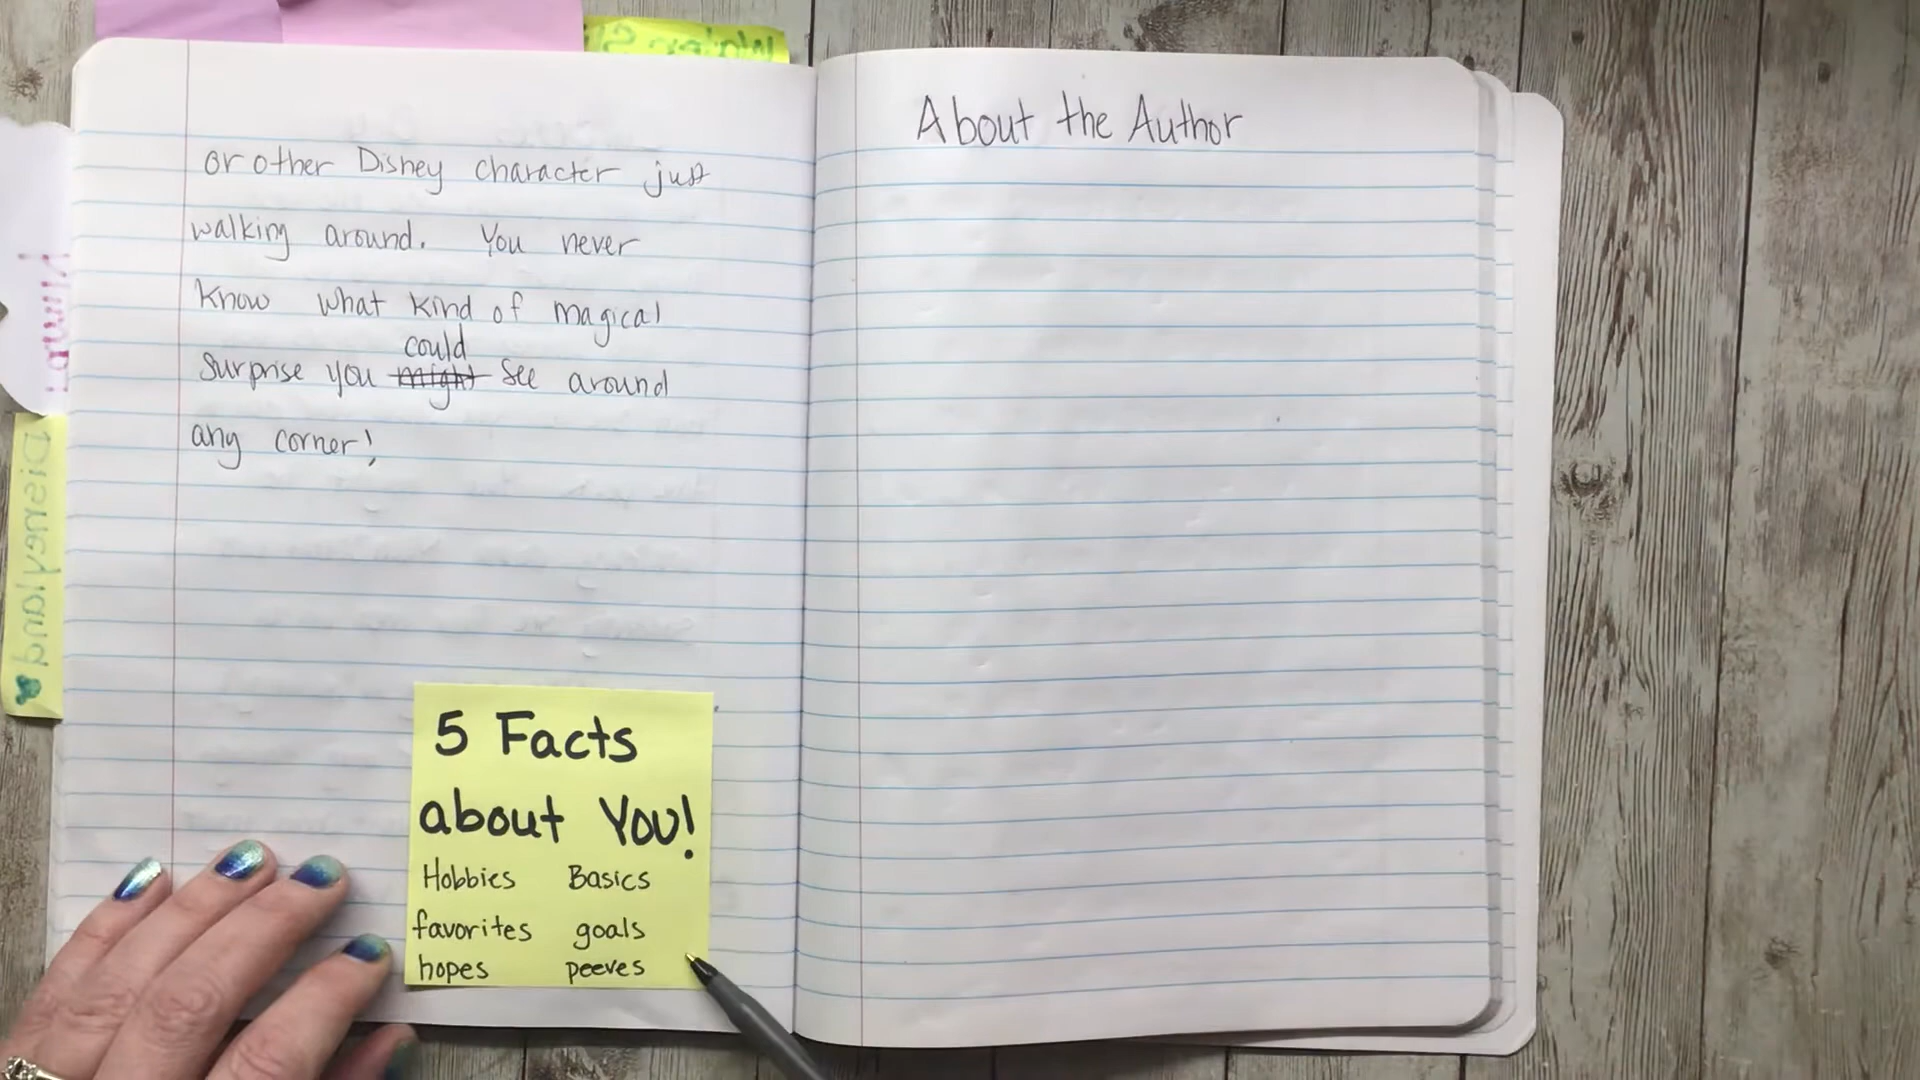 or other Disney character just
walking around. You never
know what kind of magical
could
surprise you might see around
any corner!
About the Author
5 Facts
about You!
Hobbies Basics
favorites goals
hopes peeves
Disneyland